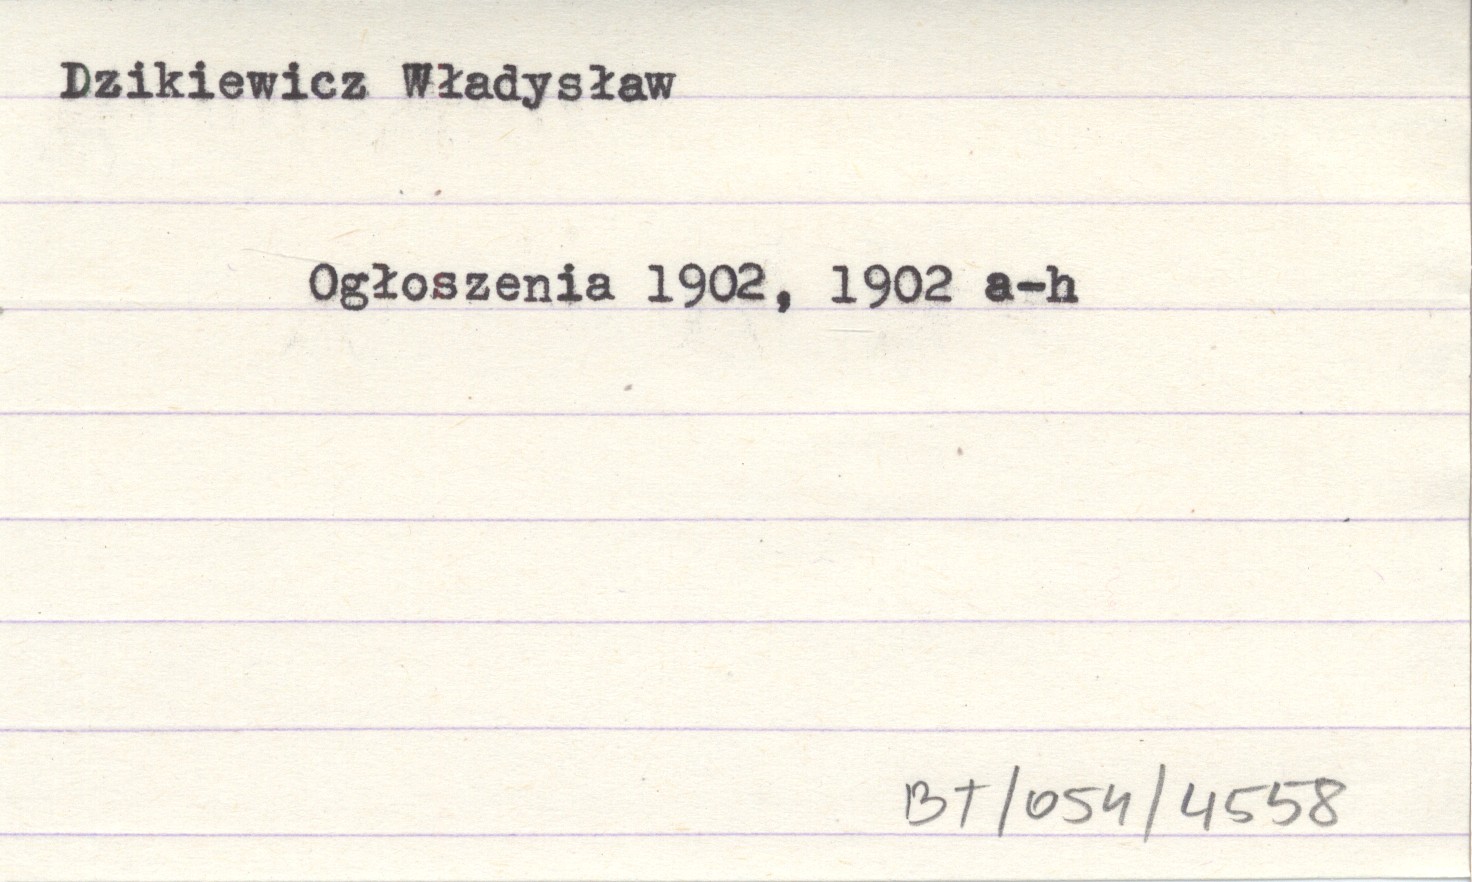 Dzikiewicz Władysław
Ogłoszenia 1902, 1902 a-h
BT/054/4558